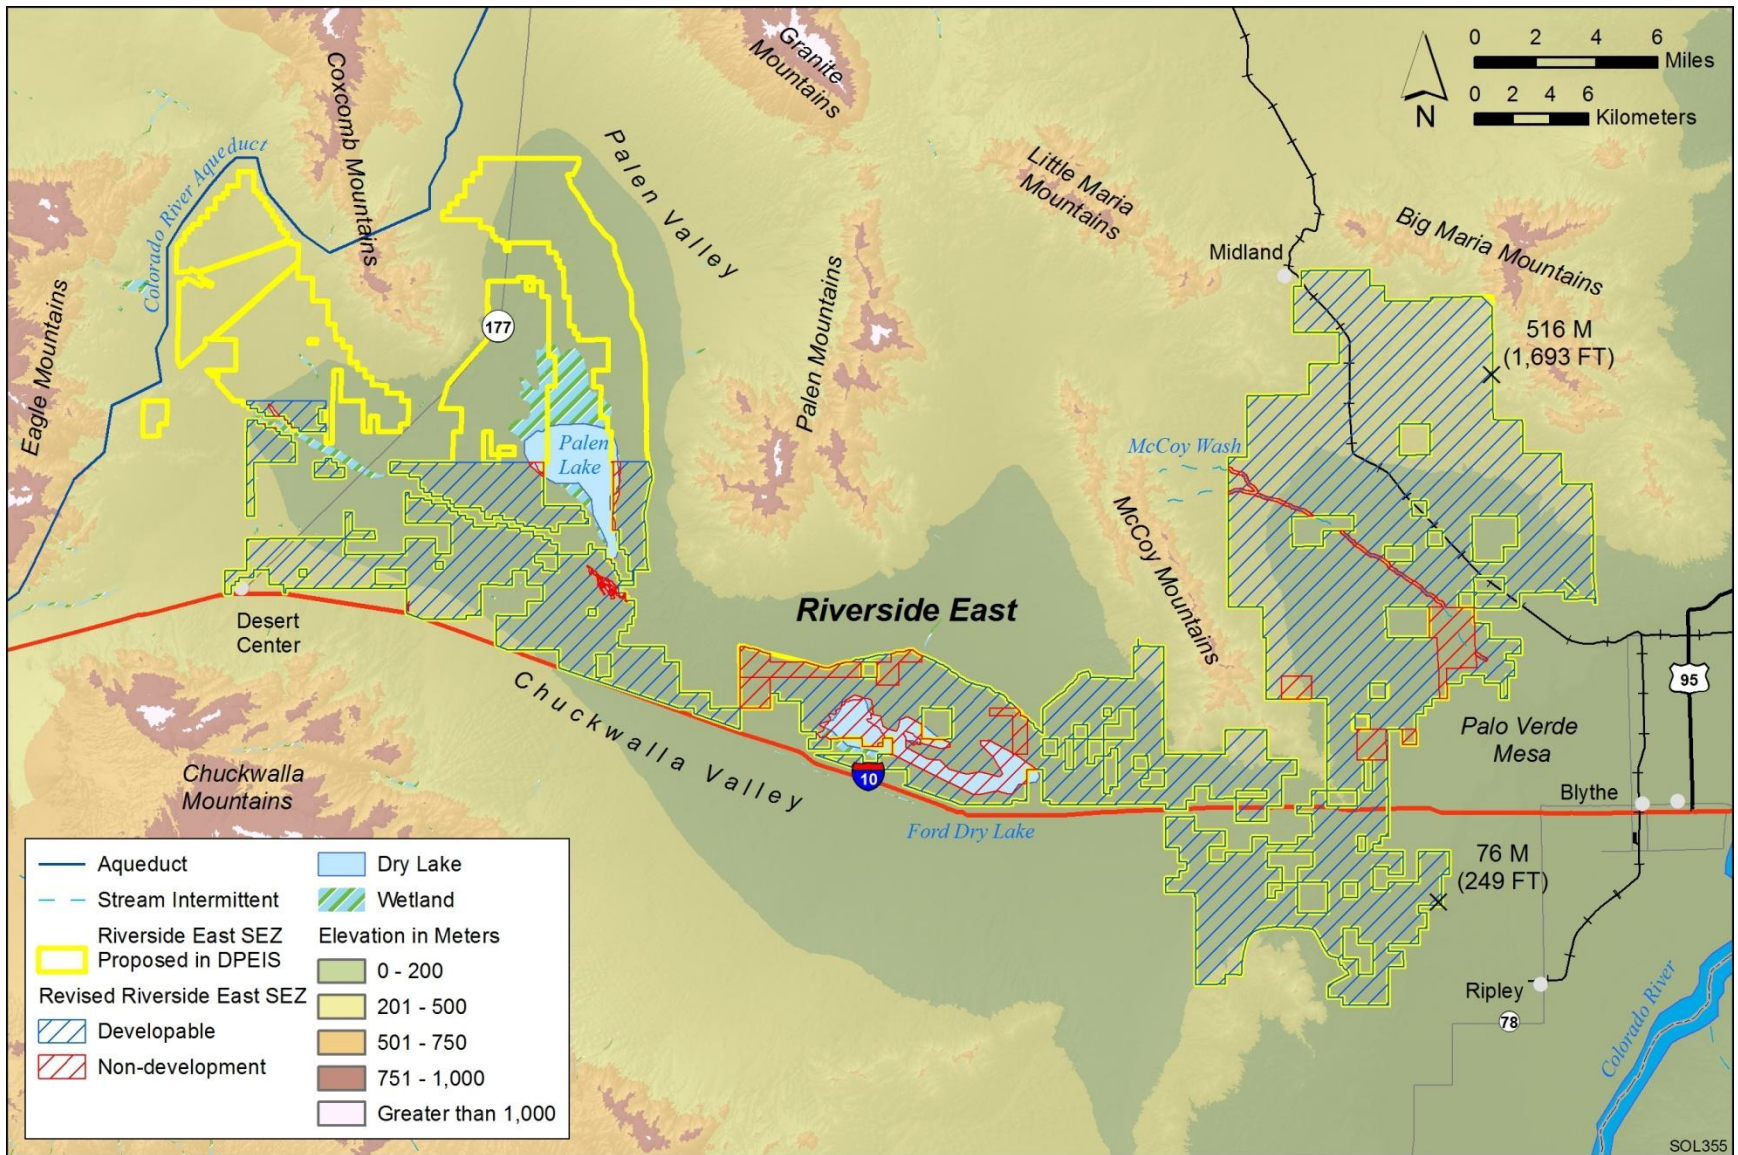 Granite
Mountains
Coxcomb Mountains
Colorado River Aqueduct
Palen Valley
Little Maria
Mountains
0 2 4 6
Miles
0 2 4 6
Kilometers
N
Big Maria Mountains
Midland
Eagle Mountains
177
Palen Mountains
516 M
(1,693 FT)
Palen
Lake
McCoy Wash
McCoy Mountains
Desert
Center
Riverside East
95
Chuckwalla Valley
Palo Verde
Mesa
Chuckwalla
Mountains
10
Blythe
Ford Dry Lake
76 M
(249 FT)
Ripley
78
Colorado River
Aqueduct
Stream Intermittent
Riverside East SEZ
Proposed in DPEIS
Revised Riverside East SEZ
Developable
Non-development
Dry Lake
Wetland
Elevation in Meters
0 - 200
201 - 500
501 - 750
751 - 1,000
Greater than 1,000
SOL355